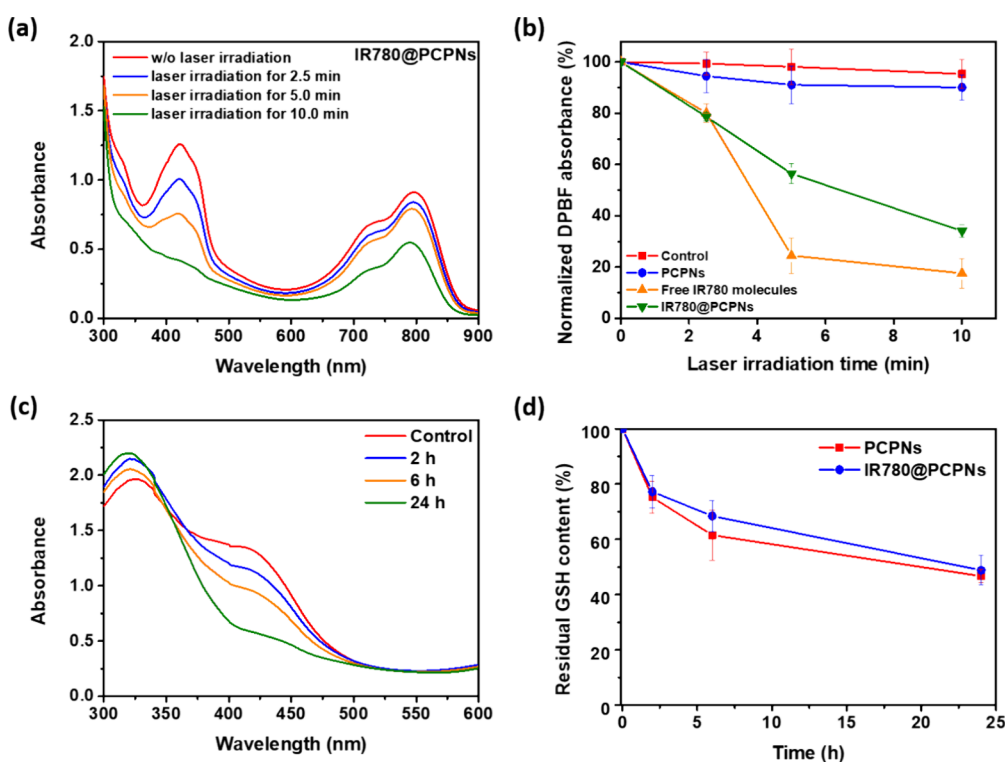 (a)
IR780@PCPNs
w/o laser irradiation
laser irradiation for 2.5 min
laser irradiation for 5.0 min
laser irradiation for 10.0 min
2.0
1.5
1.0
0.5
0.0
Absorbance
300 400 500 600 700 800 900
Wavelength (nm)
(b)
Normalized DPBF absorbance (%)
100
80
60
40
20
0
Control
PCPNs
Free IR780 molecules
IR780@PCPNs
0 2 4 6 8 10
Laser irradiation time (min)
(c)
Control
2 h
6 h
24 h
2.5
2.0
1.5
1.0
0.5
0.0
Absorbance
300 350 400 450 500 550 600
Wavelength (nm)
(d)
PCPNs
IR780@PCPNs
Residual GSH content (%)
100
80
60
40
20
0
0 5 10 15 20 25
Time (h)